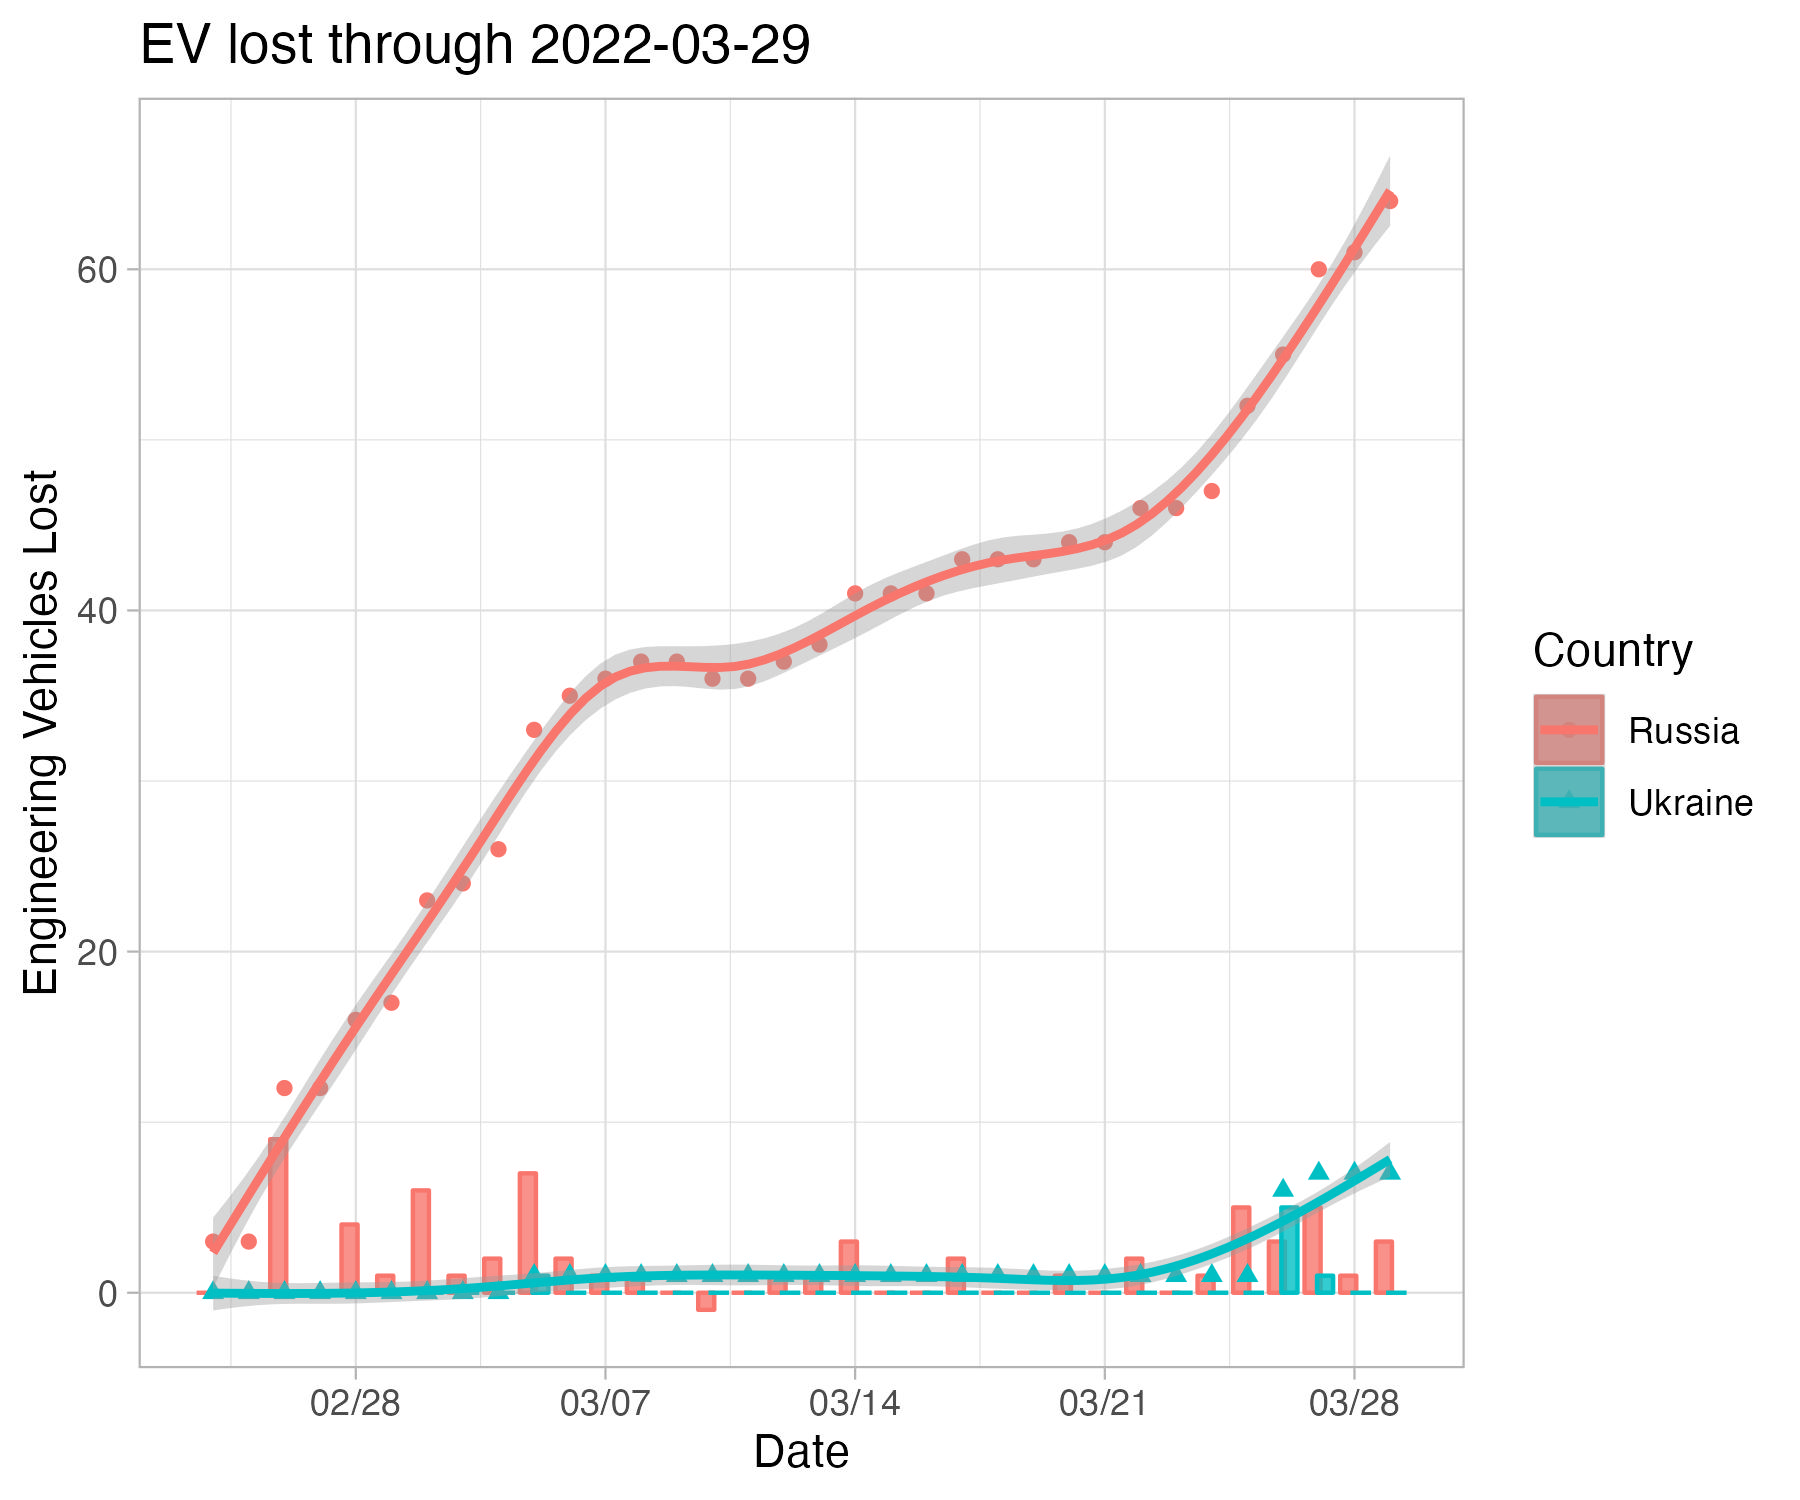 EV lost through 2022-03-29
Engineering Vehicles Lost
60
40
20
0
02/28 03/07 03/14 03/21 03/28
Date
Country
Russia
Ukraine